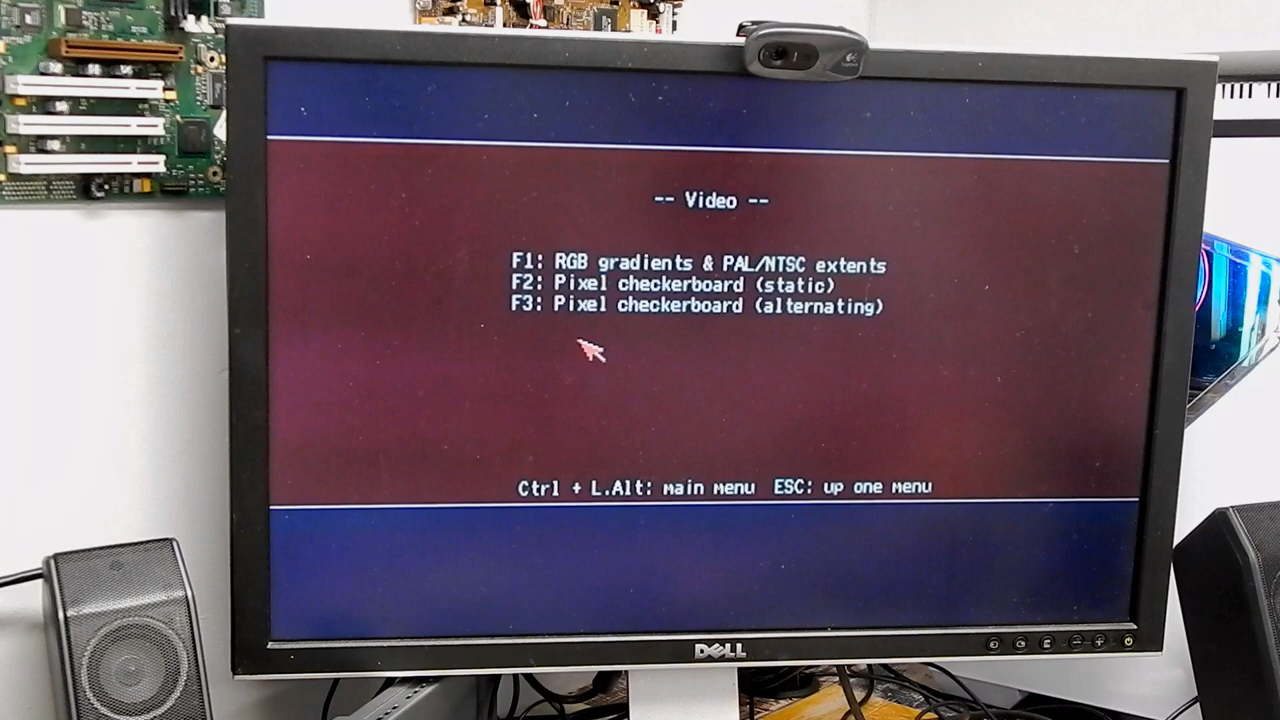 -- Video --
F1: RGB gradients & PAL/NTSC extents
F2: Pixel checkerboard (static)
F3: Pixel checkerboard (alternating)
Ctrl + L.Alt: main menu  ESC: up one menu
DELL